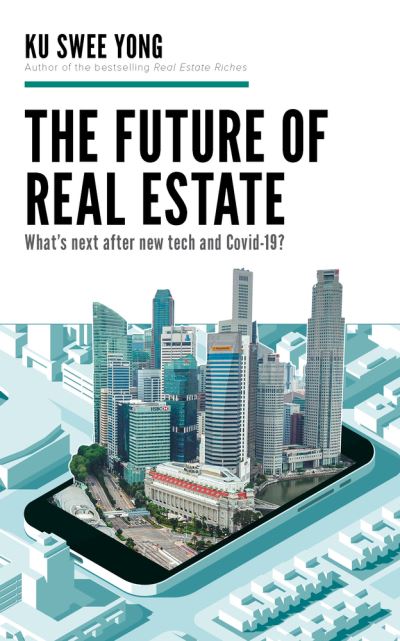 KU SWEE YONG
Author of the bestselling Real Estate Riches
THE FUTURE OF
REAL ESTATE
What's next after new tech and Covid-19?